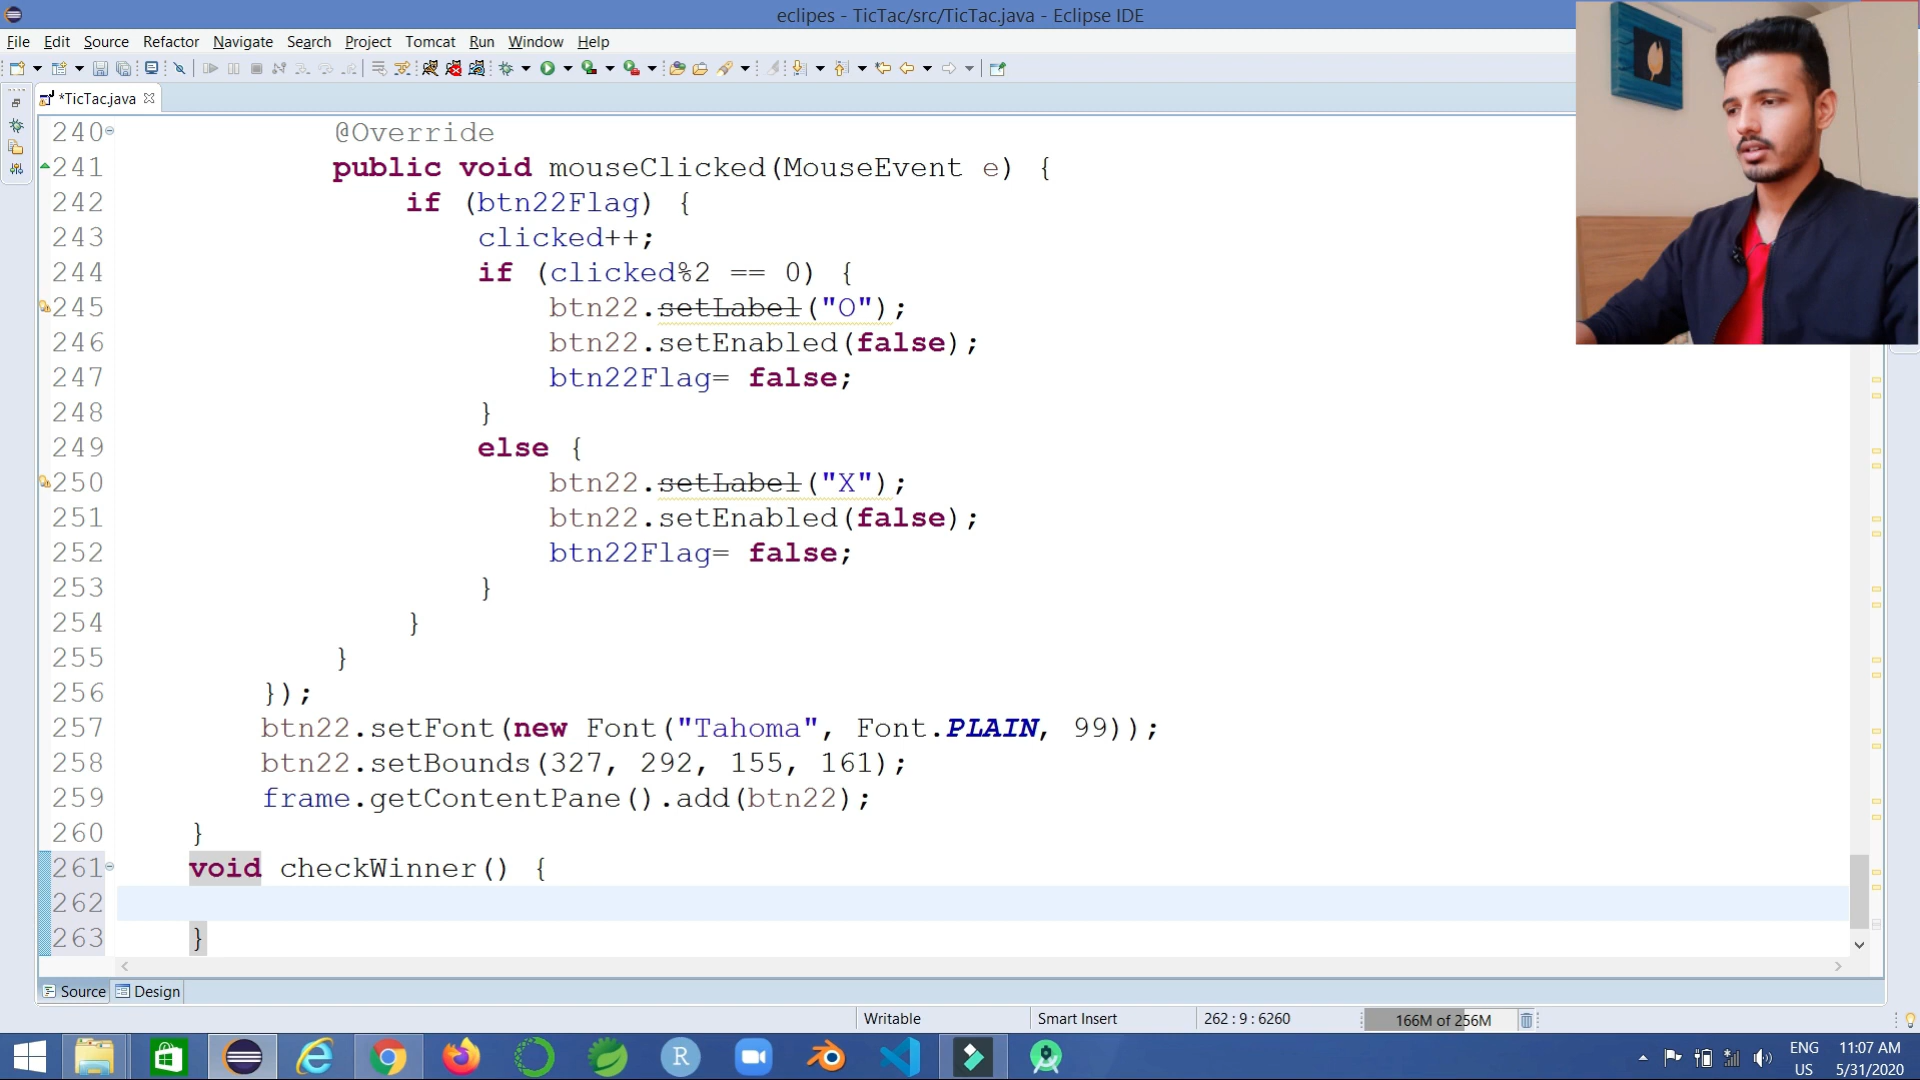 eclipes - TicTac/src/TicTac.java - Eclipse IDE
File Edit Source Refactor Navigate Search Project Tomcat Run Window Help
*TicTac.java
240 @Override
241 public void mouseClicked(MouseEvent e) {
242 if (btn22Flag) {
243 clicked++;
244 if (clicked%2 == 0) {
245 btn22.setLabel("O");
246 btn22.setEnabled(false);
247 btn22Flag= false;
248 }
249 else {
250 btn22.setLabel("X");
251 btn22.setEnabled(false);
252 btn22Flag= false;
253 }
254 }
255 }
256 });
257 btn22.setFont(new Font("Tahoma", Font.PLAIN, 99));
258 btn22.setBounds(327, 292, 155, 161);
259 frame.getContentPane().add(btn22);
260 }
261 void checkWinner() {
262
263 }
Source Design
Writable Smart Insert 262 : 9 : 6260 166M of 256M
R
ENG 11:07 AM
US 5/31/2020